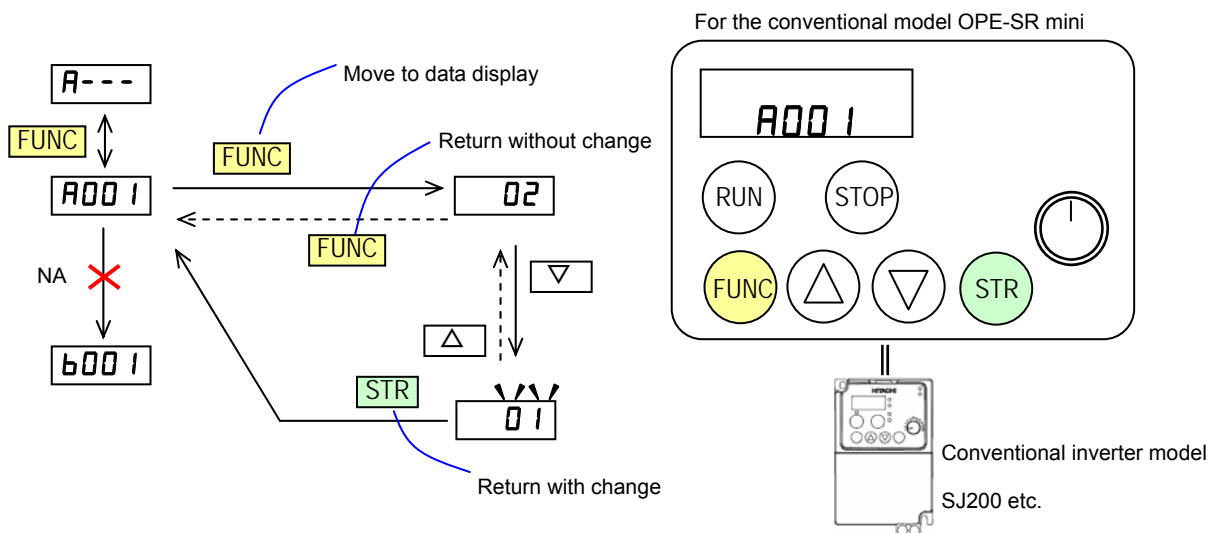 For the conventional model OPE-SR mini
A---
Move to data display
FUNC
FUNC
Return without change
A001
02
FUNC
NA
b001
STR
01
Return with change
A001
RUN
STOP
FUNC
STR
HITACHI
Conventional inverter model
SJ200 etc.